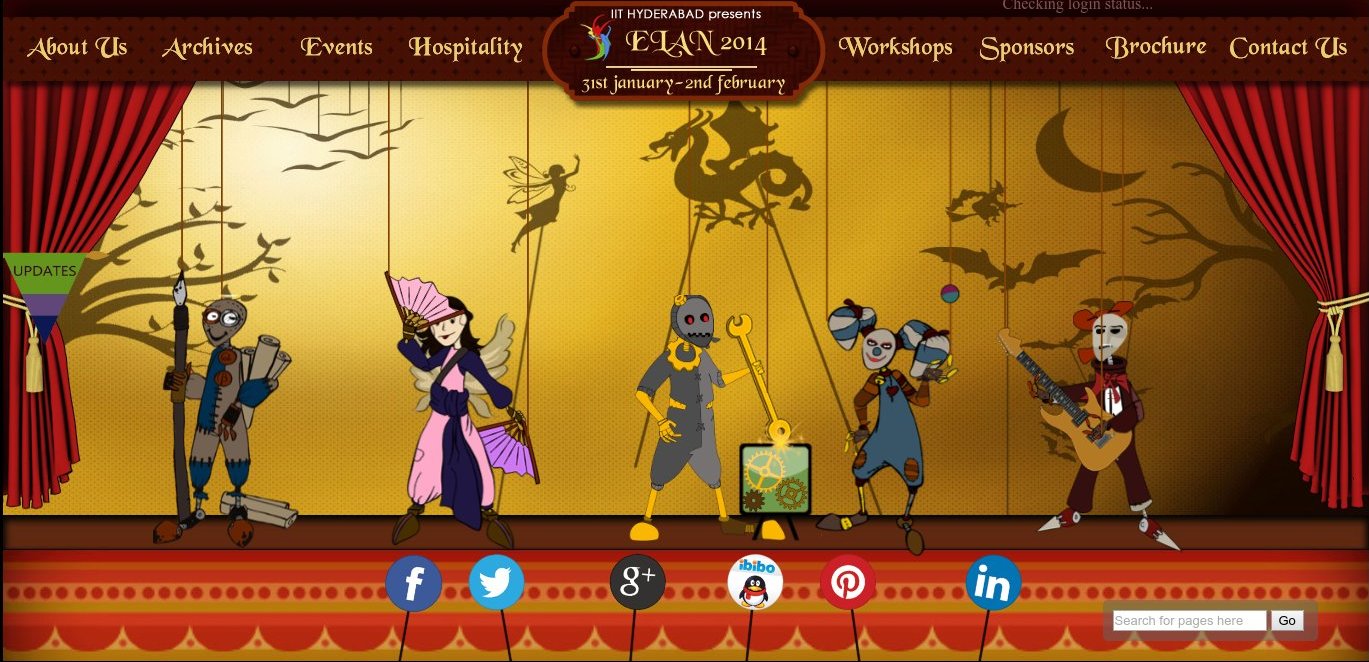 Checking login status...
IIT HYDERABAD presents
About Us Archives Events Hospitality ELAN 2014 Workshops Sponsors Brochure Contact Us
31st january-2nd february
UPDATES
f g+ ibibo in
Search for pages here Go